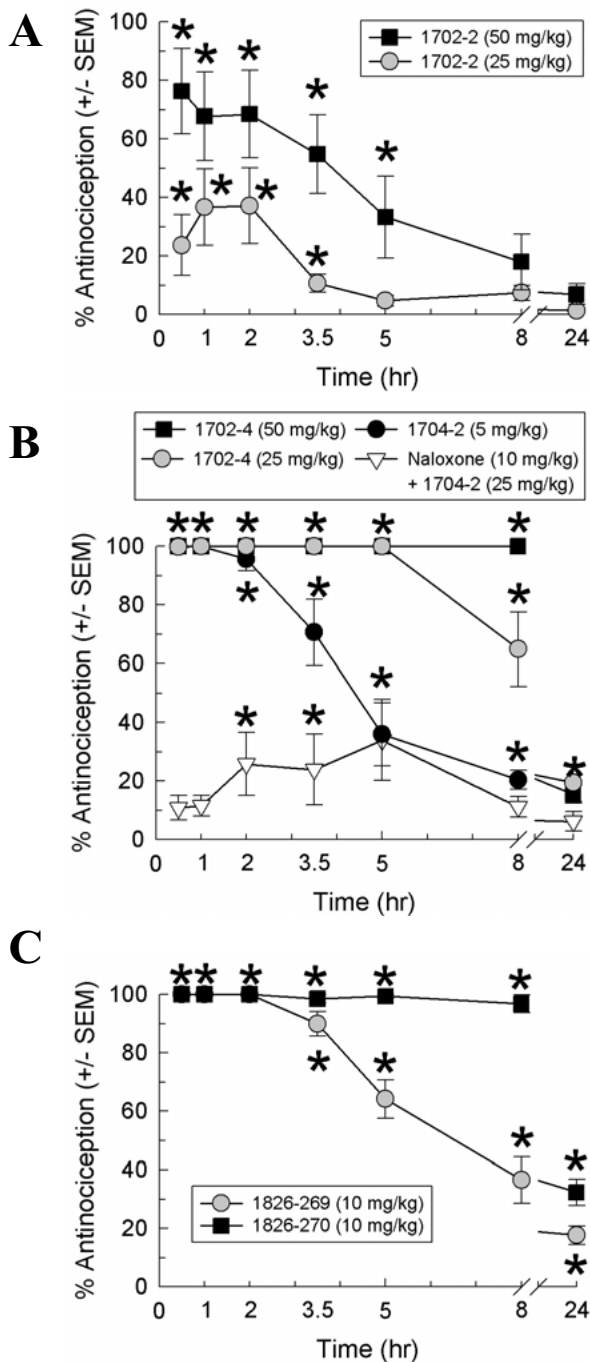 A
% Antinociception (+/- SEM)
100
80
60
40
20
0
1702-2 (50 mg/kg)
1702-2 (25 mg/kg)
* * * * *
* * * *
0 1 2 3.5 5 8 24
Time (hr)
B
1702-4 (50 mg/kg) 1704-2 (5 mg/kg)
1702-4 (25 mg/kg) Naloxone (10 mg/kg)
+ 1704-2 (25 mg/kg)
% Antinociception (+/- SEM)
100
80
60
40
20
0
* * * * * *
* * *
* * * * *
0 1 2 3.5 5 8 24
Time (hr)
C
% Antinociception (+/- SEM)
100
80
60
40
20
0
* * * * * *
* * * *
*
1826-269 (10 mg/kg)
1826-270 (10 mg/kg)
0 1 2 3.5 5 8 24
Time (hr)